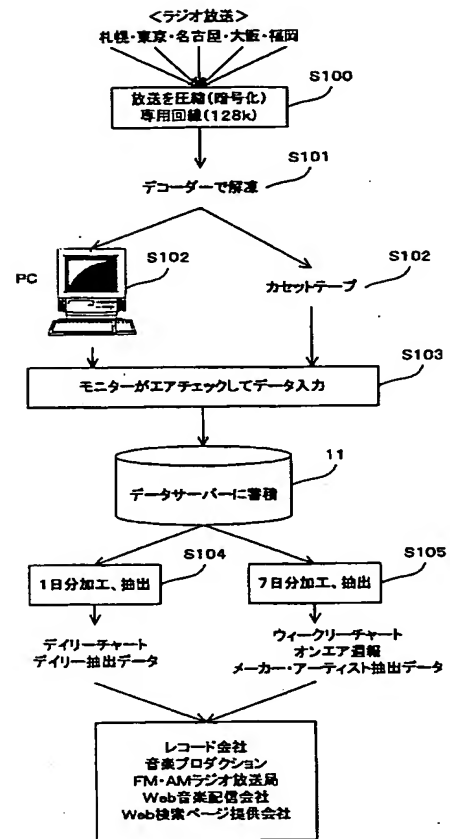 <ラジオ放送>
札幌・東京・名古屋・大阪・福岡
S100
放送を圧縮(暗号化)
専用回線(128k)
S101
デコーダーで解凍
PC
S102
S102
カセットテープ
S103
モニターがエアチェックしてデータ入力
11
データサーバーに蓄積
S104
S105
1日分加工、抽出
7日分加工、抽出
デイリーチャート
デイリー抽出データ
ウィークリーチャート
オンエア週報
メーカー・アーティスト抽出データ
レコード会社
音楽プロダクション
FM・AMラジオ放送局
Web音楽配信会社
Web検索ページ提供会社